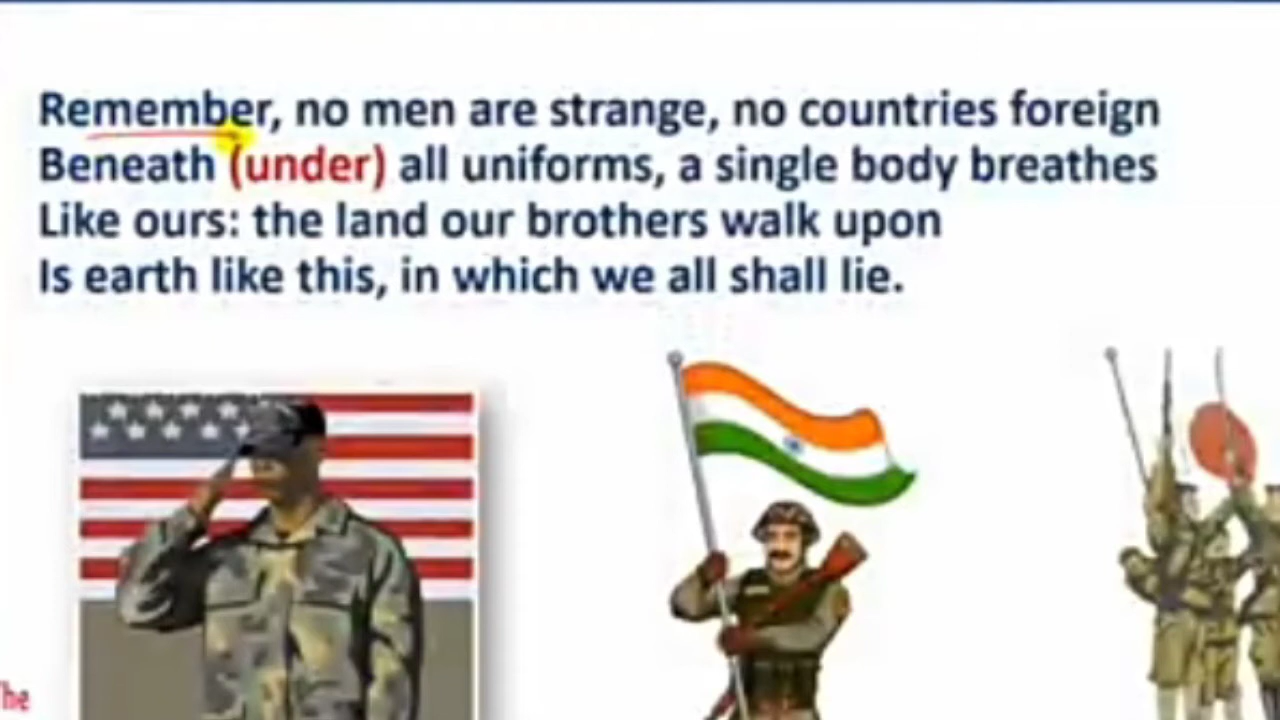 Remember, no men are strange, no countries foreign
Beneath (under) all uniforms, a single body breathes
Like ours: the land our brothers walk upon
Is earth like this, in which we all shall lie.
The